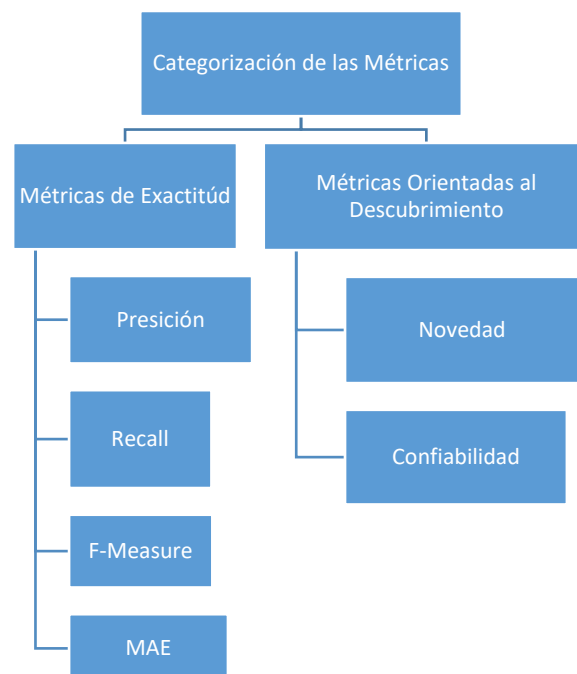 Categorización de las Métricas
Métricas de Exactitúd
Métricas Orientadas al
Descubrimiento
Presición
Recall
F-Measure
MAE
Novedad
Confiabilidad